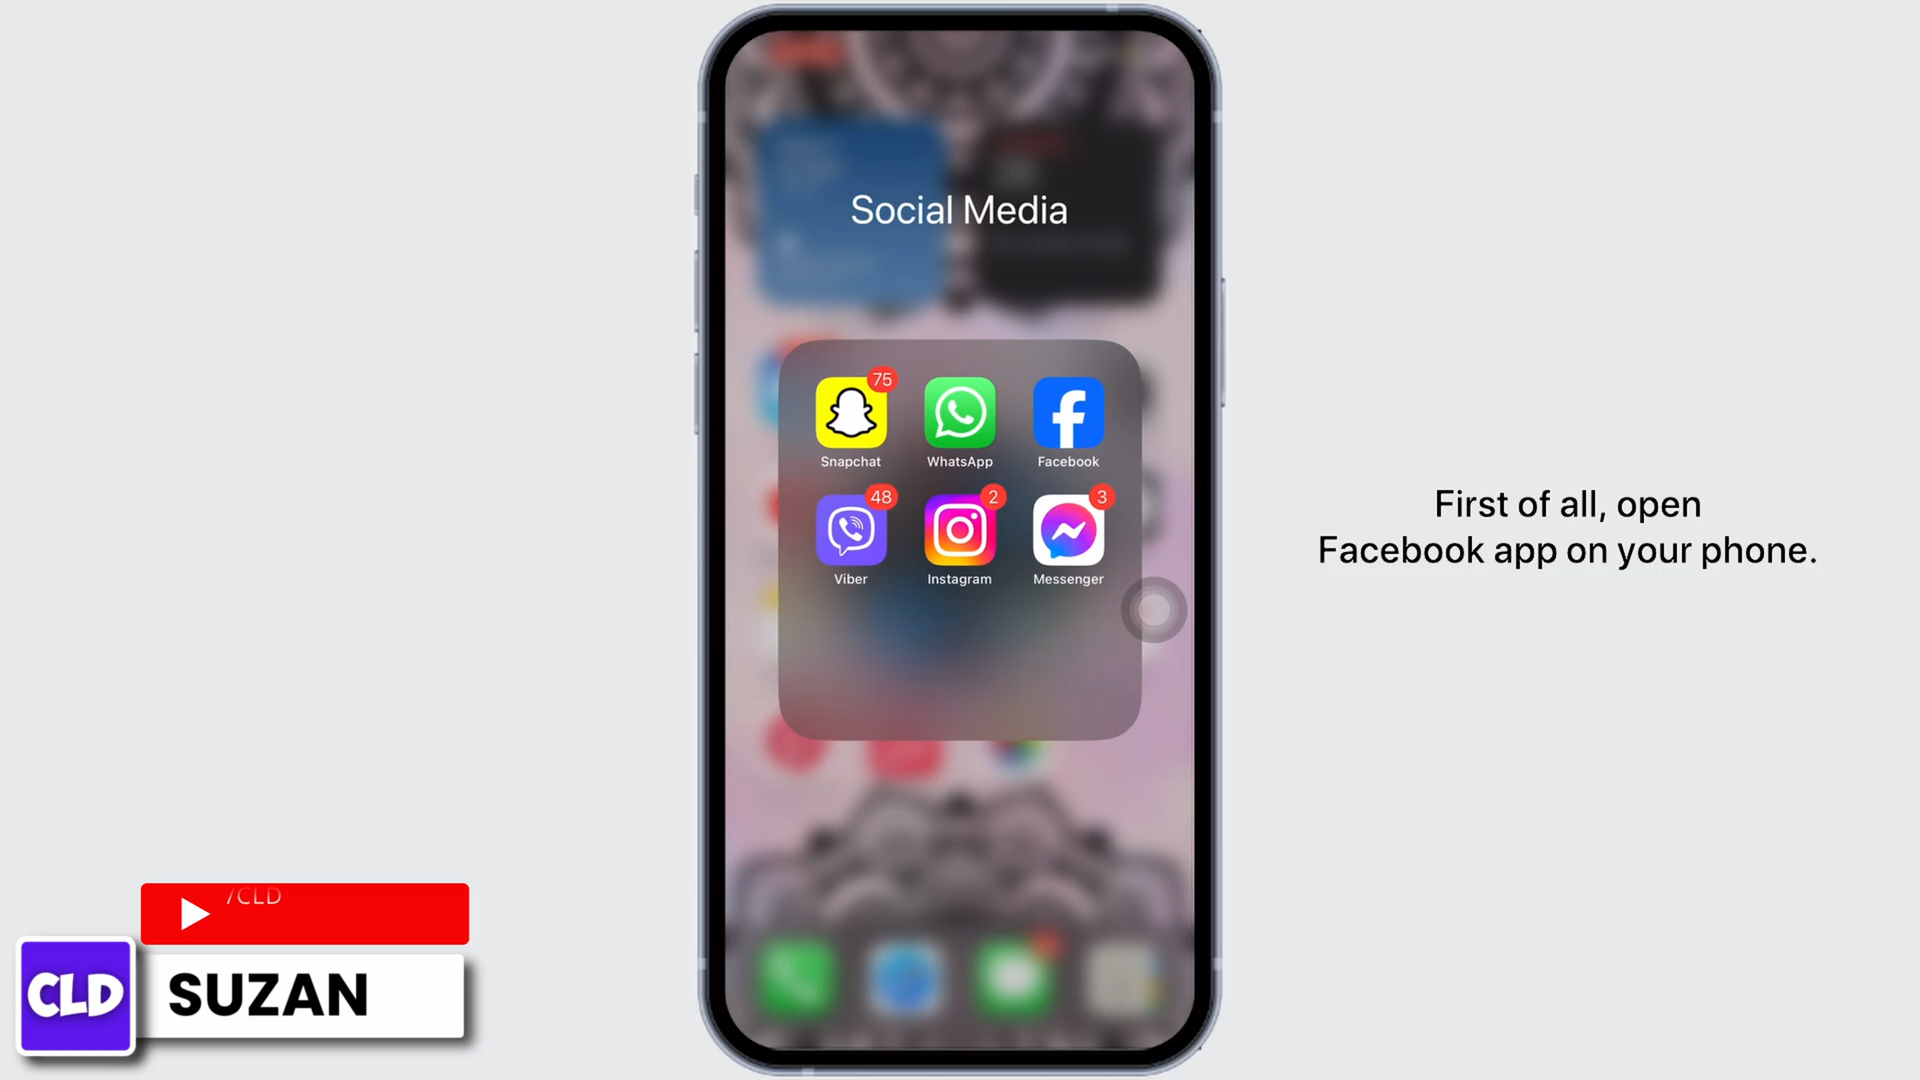 Social Media
75
Snapchat
WhatsApp
Facebook
48
2
3
Viber
Instagram
Messenger
First of all, open
Facebook app on your phone.
/CLD
CLD
SUZAN